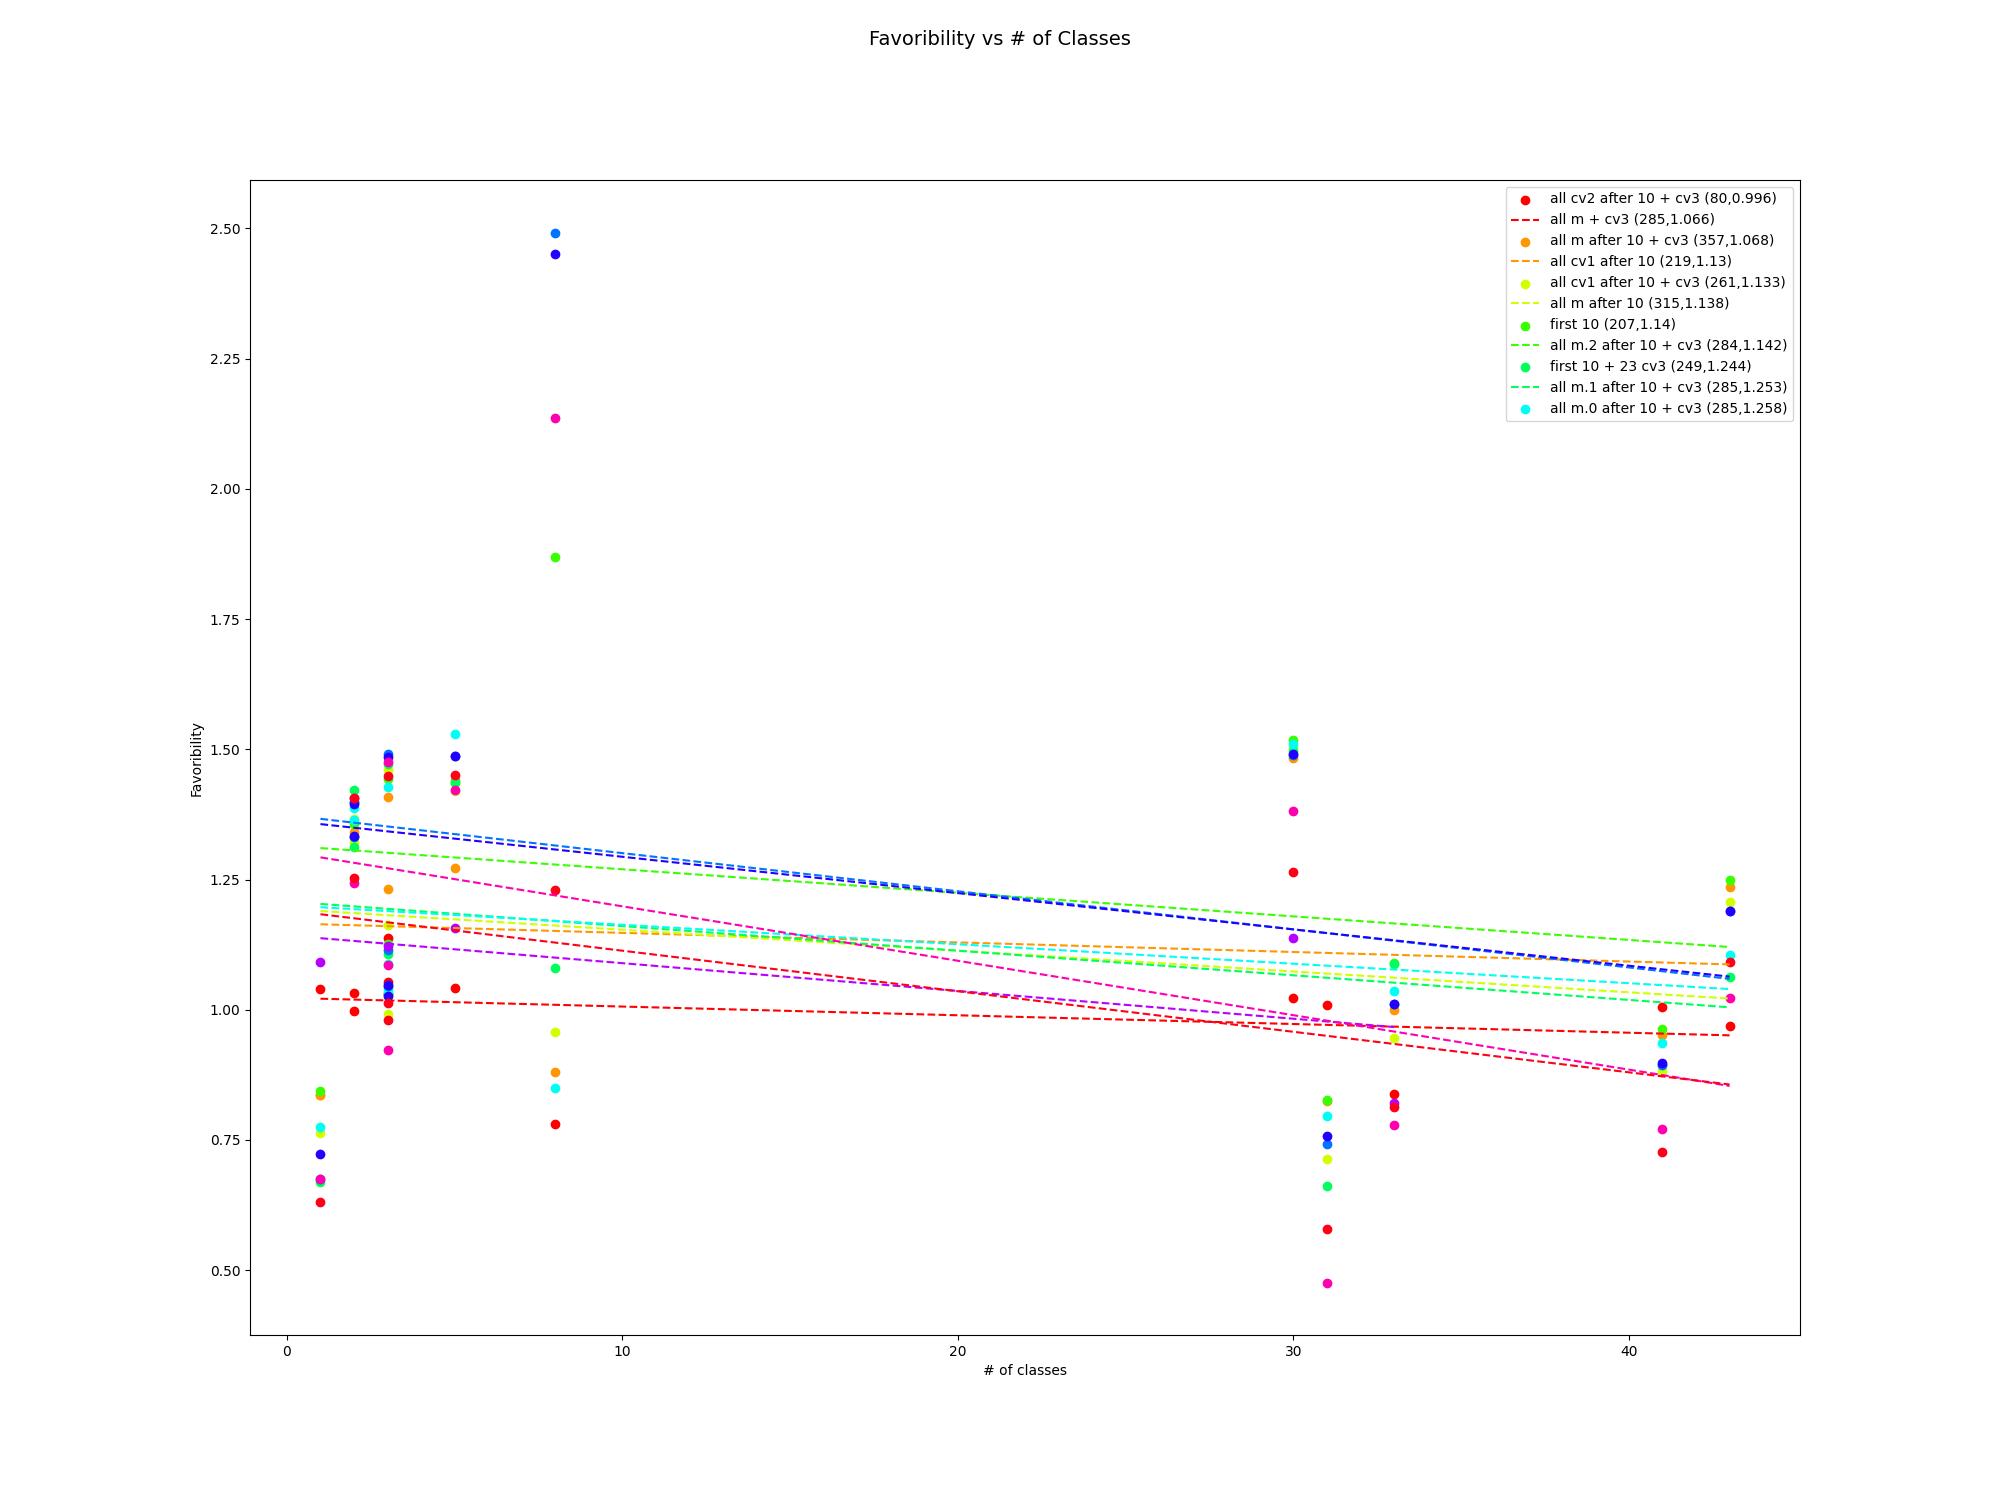 Favoribility vs # of Classes
2.50
2.25
2.00
1.75
1.50
1.25
1.00
0.75
0.50
Favoribility
0
10
20
30
40
# of classes
all cv2 after 10 + cv3 (80,0.996)
all m + cv3 (285,1.066)
all m after 10 + cv3 (357,1.068)
all cv1 after 10 (219,1.13)
all cv1 after 10 + cv3 (261,1.133)
all m after 10 (315,1.138)
first 10 (207,1.14)
all m.2 after 10 + cv3 (284,1.142)
first 10 + 23 cv3 (249,1.244)
all m.1 after 10 + cv3 (285,1.253)
all m.0 after 10 + cv3 (285,1.258)